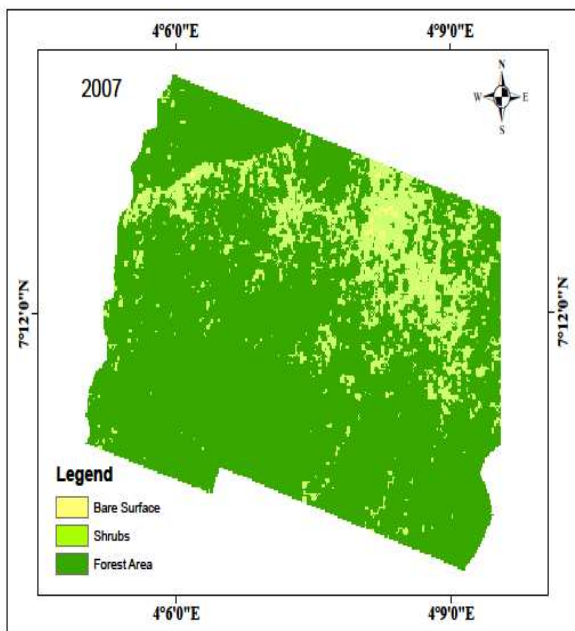 4°6'0"E 4°9'0"E
2007
N
W E
S
7°12'0"N 7°12'0"N
Legend
Bare Surface
Shrubs
Forest Area
4°6'0"E 4°9'0"E